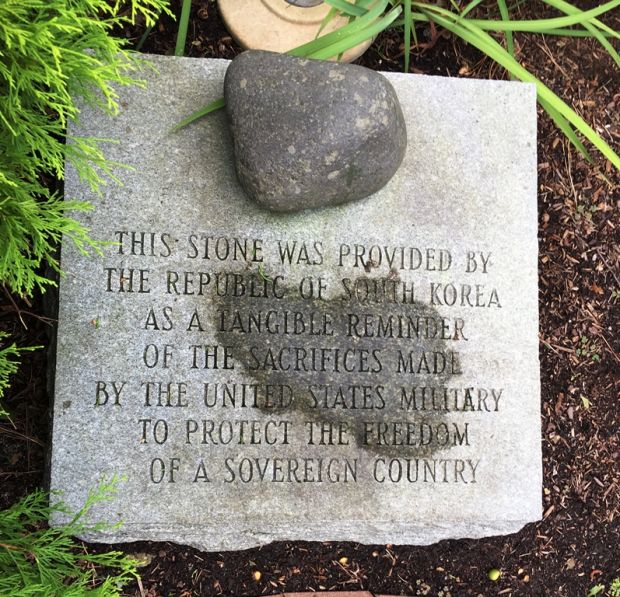 THIS STONE WAS PROVIDED BY
THE REPUBLIC OF SOUTH KOREA
AS A TANGIBLE REMINDER
OF THE SACRIFICES MADE
BY THE UNITED STATES MILITARY
TO PROTECT THE FREEDOM
OF A SOVEREIGN COUNTRY